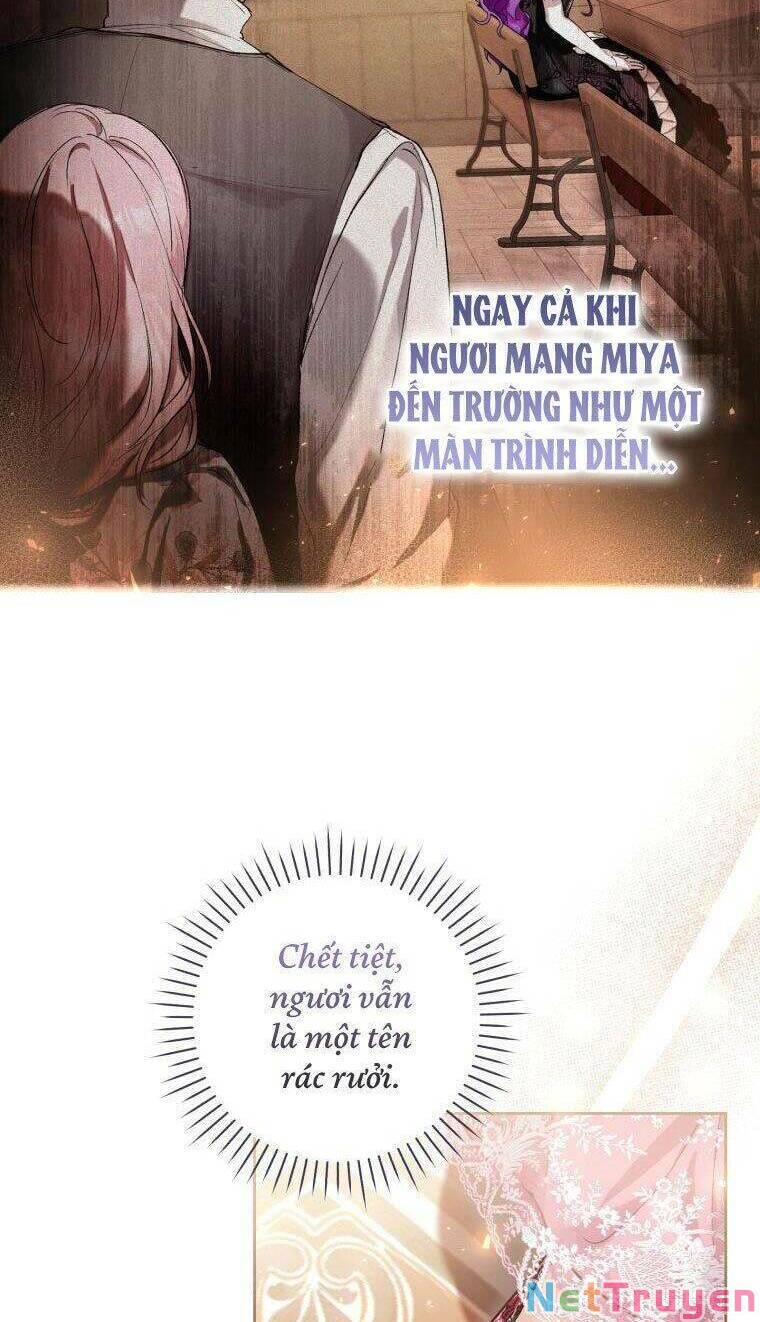 NGAY CẢ KHI
NGƯƠI MANG MIYA
ĐẾN TRƯỜNG NHƯ MỘT
MÀN TRÌNH DIỄN...
Chết tiệt,
ngươi vẫn
là một tên
rác rưởi.
NetTruyen